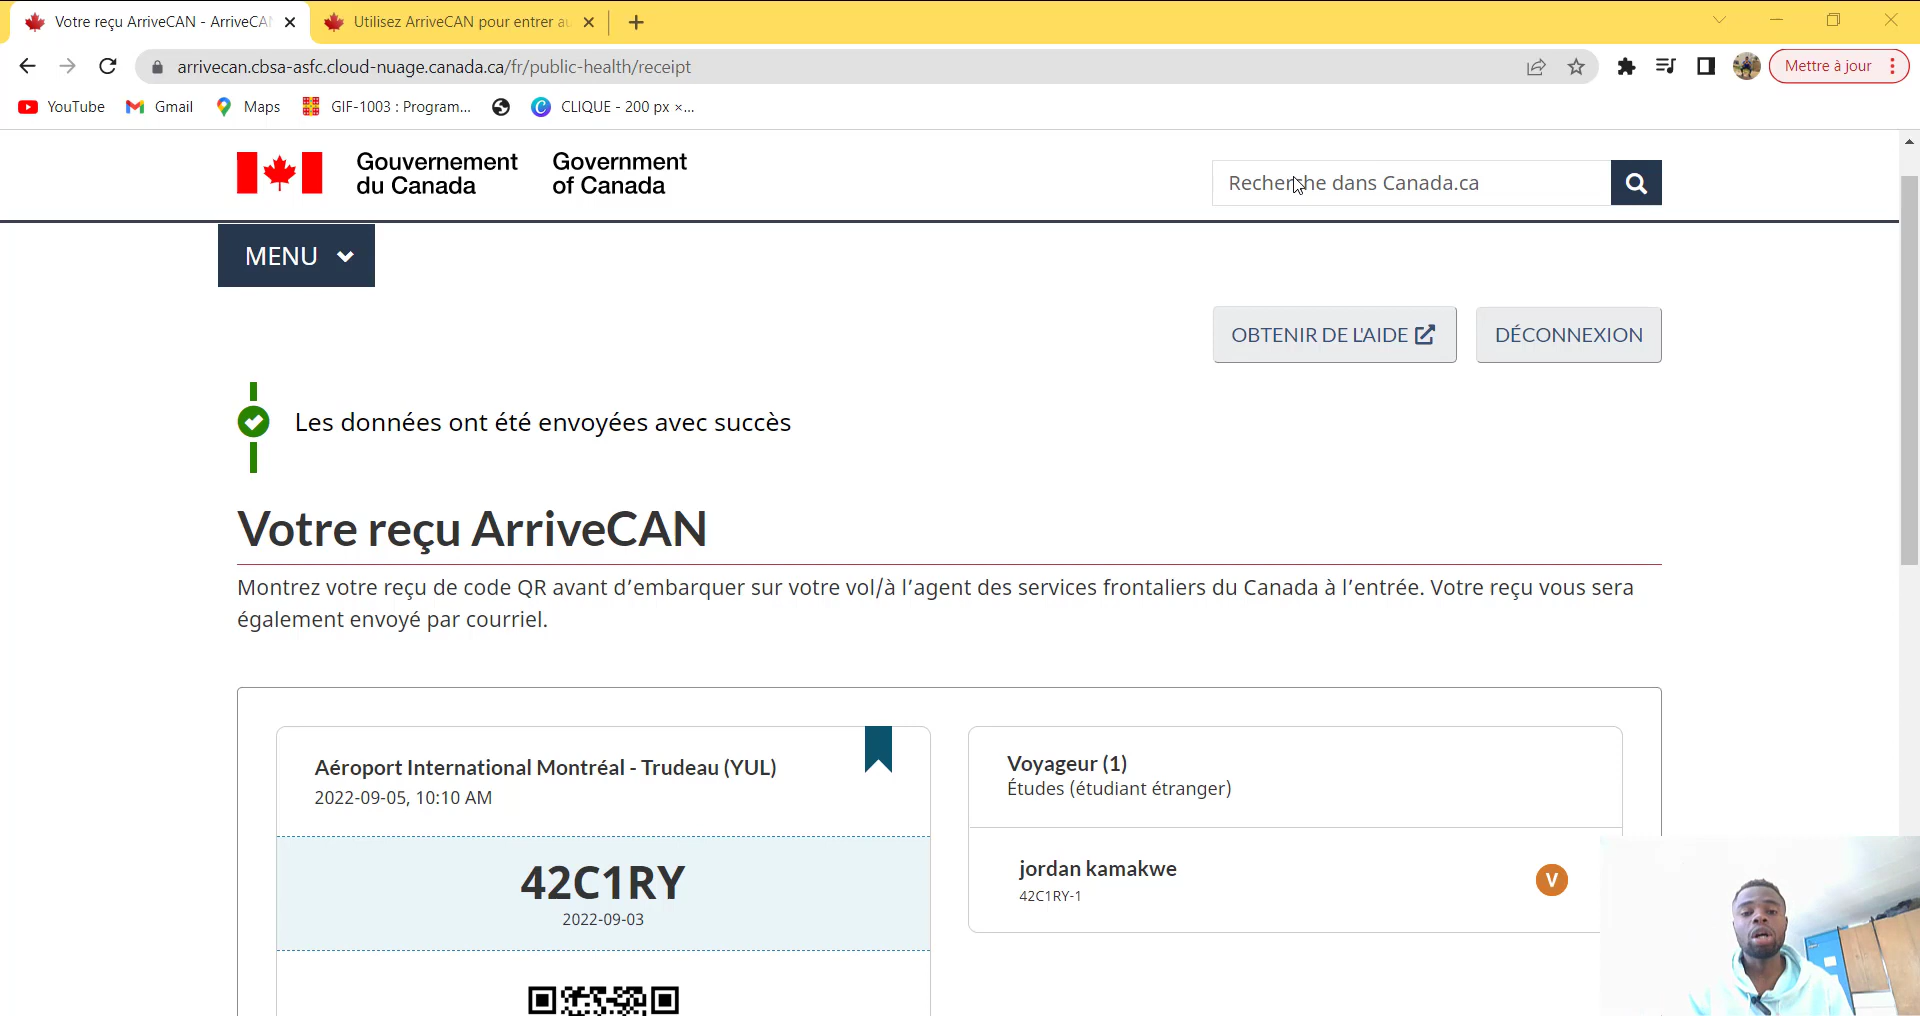 Votre reçu ArriveCAN - ArriveCA
Utilisez ArriveCAN pour entrer au
arrivecan.cbsa-asfc.cloud-nuage.canada.ca/fr/public-health/receipt
Mettre à jour
YouTube
Gmail
Maps
GIF-1003 : Program...
CLIQUE - 200 px ×...
Gouvernement
du Canada
Government
of Canada
Recherche dans Canada.ca
MENU
OBTENIR DE L'AIDE
DÉCONNEXION
Les données ont été envoyées avec succès
Votre reçu ArriveCAN
Montrez votre reçu de code QR avant d’embarquer sur votre vol/à l’agent des services frontaliers du Canada à l’entrée. Votre reçu vous sera
également envoyé par courriel.
Aéroport International Montréal - Trudeau (YUL)
2022-09-05, 10:10 AM
42C1RY
2022-09-03
Voyageur (1)
Études (étudiant étranger)
jordan kamakwe
42C1RY-1
V